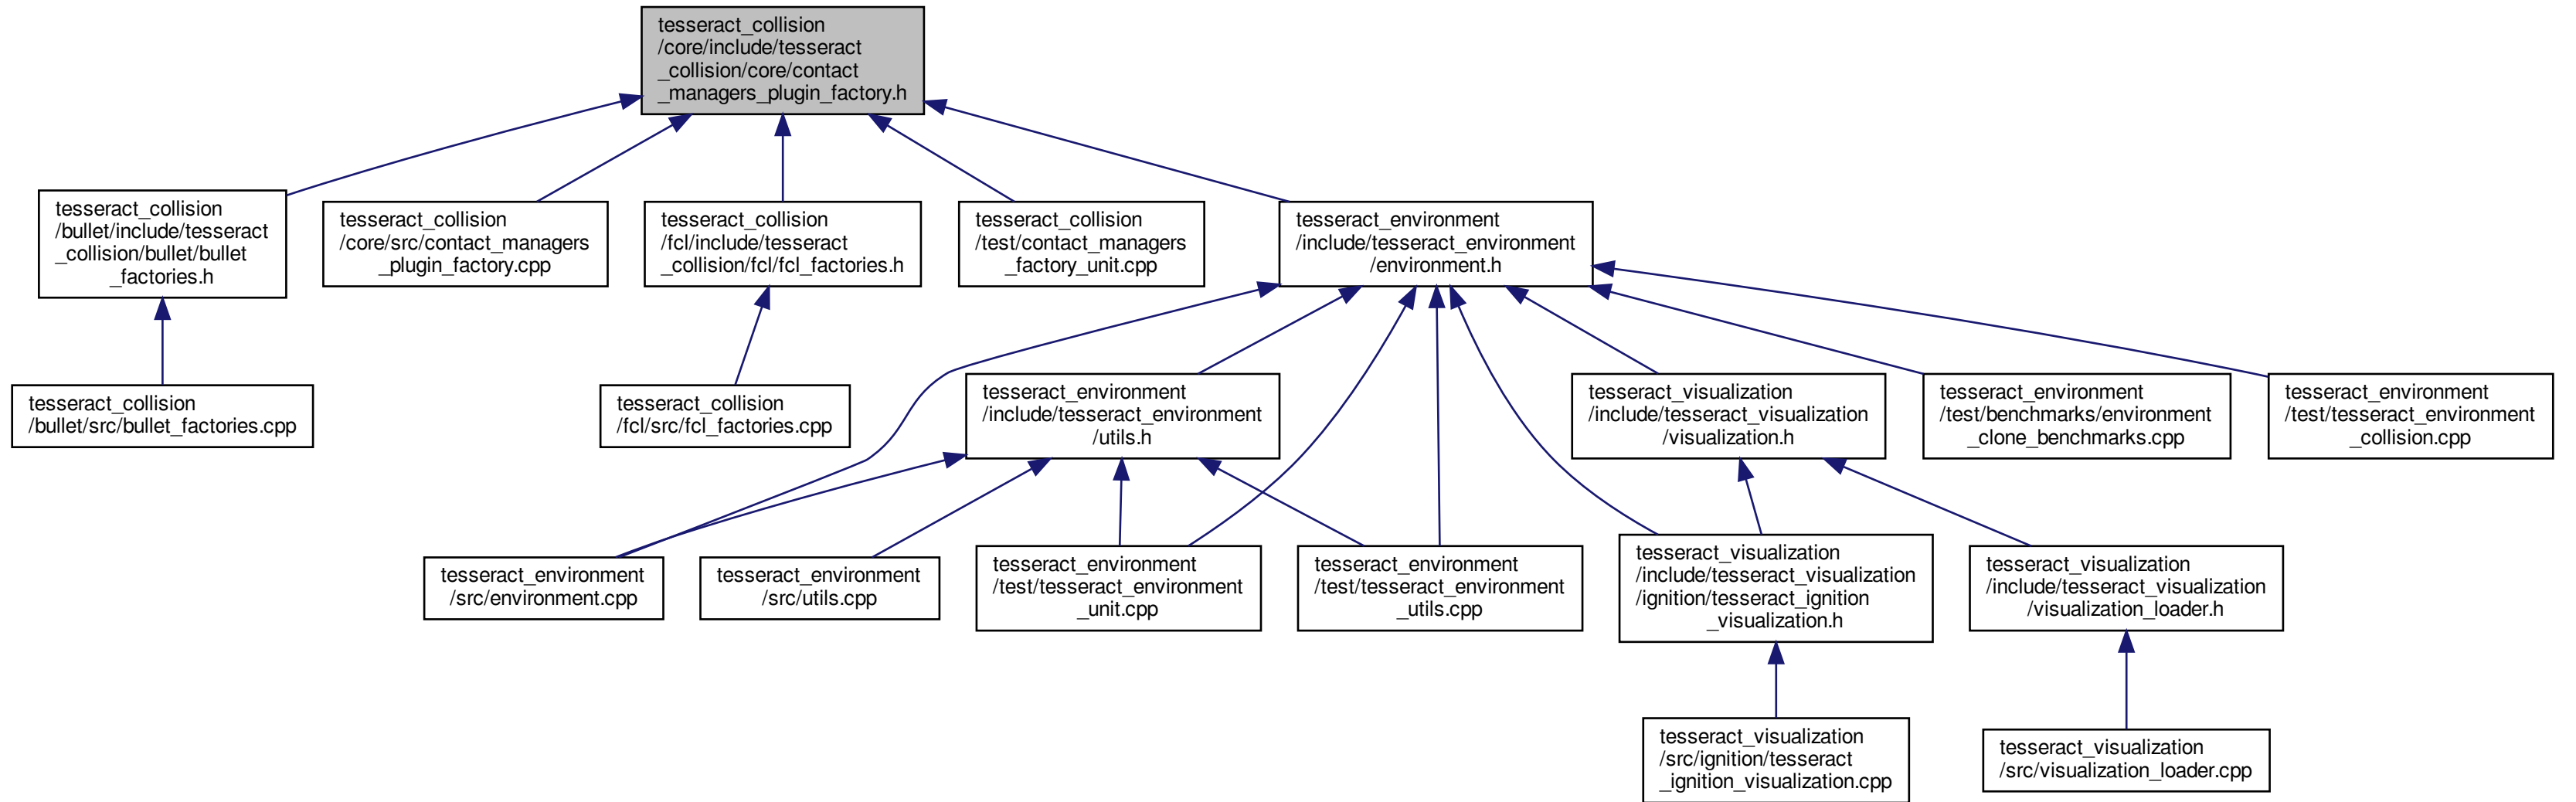 tesseract_collision
/core/include/tesseract
_collision/core/contact
_managers_plugin_factory.h
tesseract_collision
/bullet/include/tesseract
_collision/bullet/bullet
_factories.h
tesseract_collision
/core/src/contact_managers
_plugin_factory.cpp
tesseract_collision
/fcl/include/tesseract
_collision/fcl/fcl_factories.h
tesseract_collision
/test/contact_managers
_factory_unit.cpp
tesseract_environment
/include/tesseract_environment
/environment.h
tesseract_collision
/bullet/src/bullet_factories.cpp
tesseract_collision
/fcl/src/fcl_factories.cpp
tesseract_environment
/include/tesseract_environment
/utils.h
tesseract_visualization
/include/tesseract_visualization
/visualization.h
tesseract_environment
/test/benchmarks/environment
_clone_benchmarks.cpp
tesseract_environment
/test/tesseract_environment
_collision.cpp
tesseract_environment
/src/environment.cpp
tesseract_environment
/src/utils.cpp
tesseract_environment
/test/tesseract_environment
_unit.cpp
tesseract_environment
/test/tesseract_environment
_utils.cpp
tesseract_visualization
/include/tesseract_visualization
/ignition/tesseract_ignition
_visualization.h
tesseract_visualization
/include/tesseract_visualization
/visualization_loader.h
tesseract_visualization
/src/ignition/tesseract
_ignition_visualization.cpp
tesseract_visualization
/src/visualization_loader.cpp